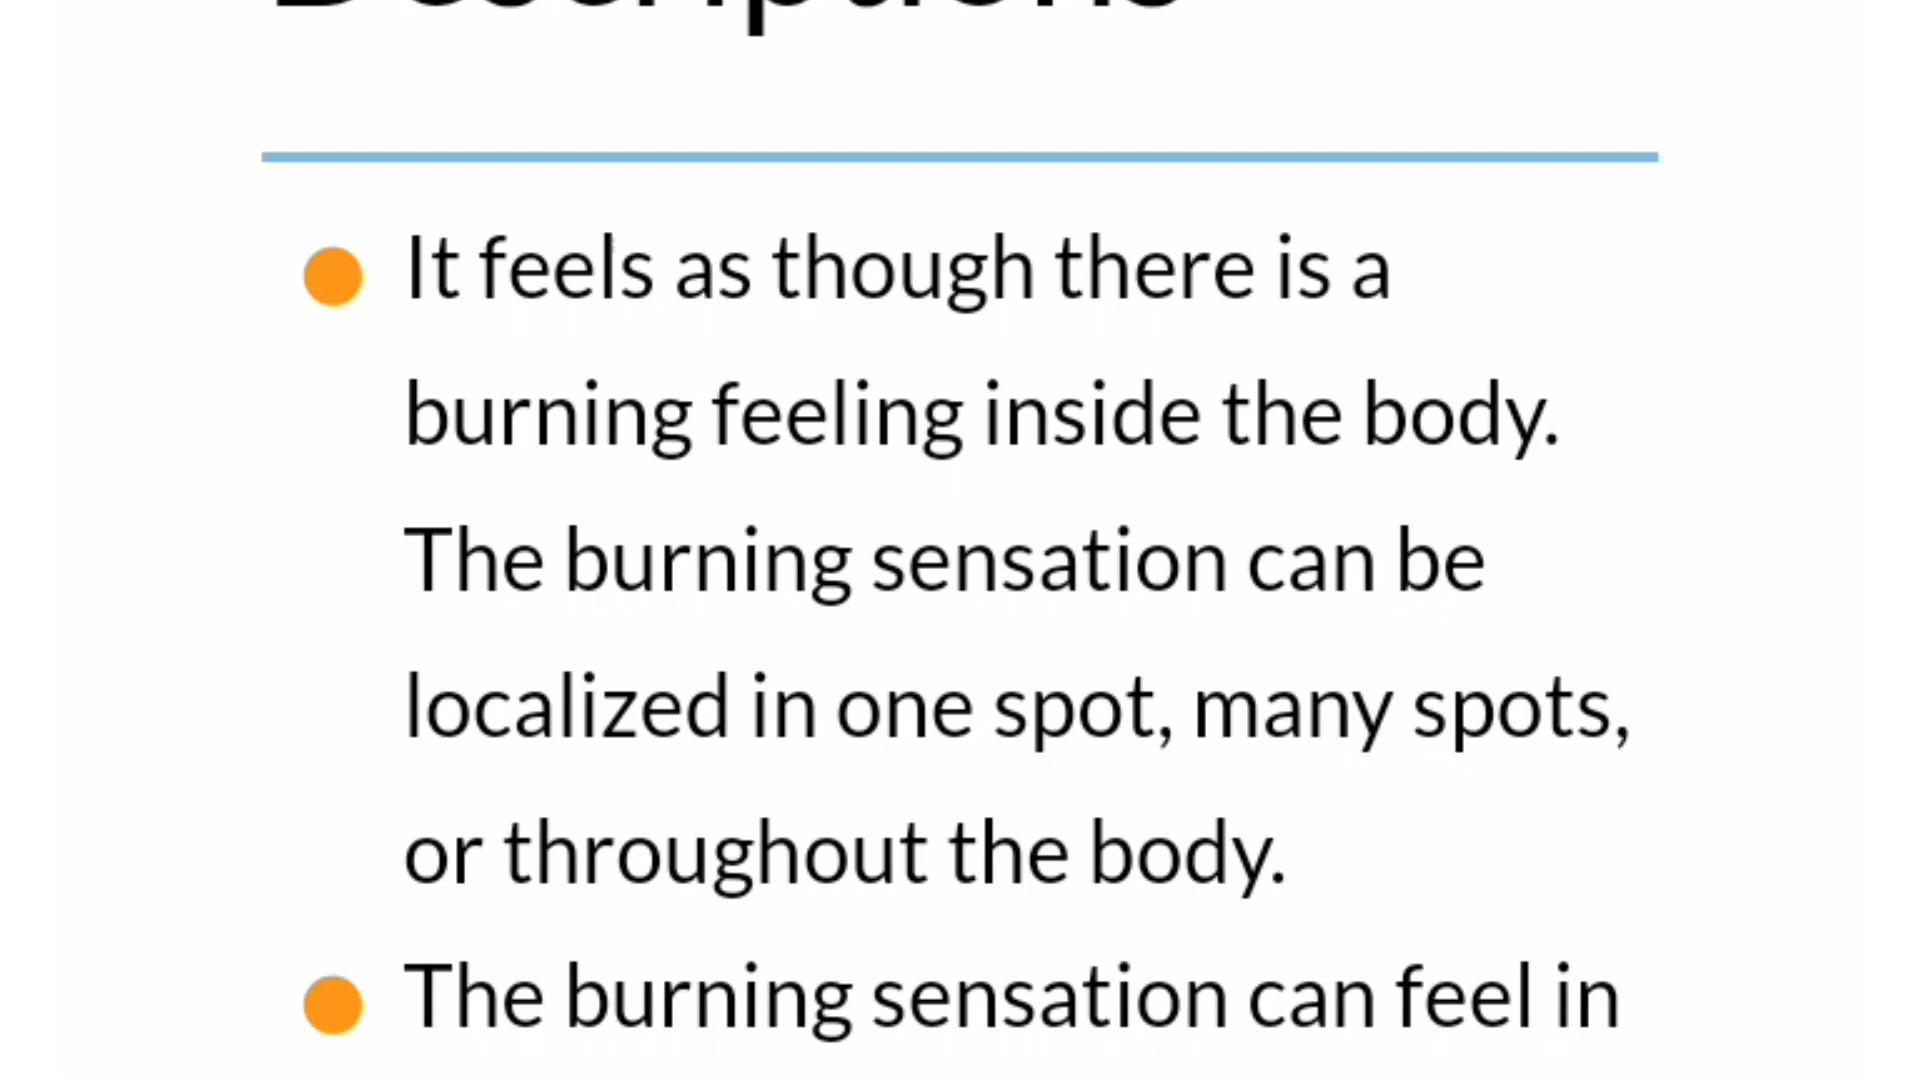 Descriptions
It feels as though there is a
burning feeling inside the body.
The burning sensation can be
localized in one spot, many spots,
or throughout the body.
The burning sensation can feel in